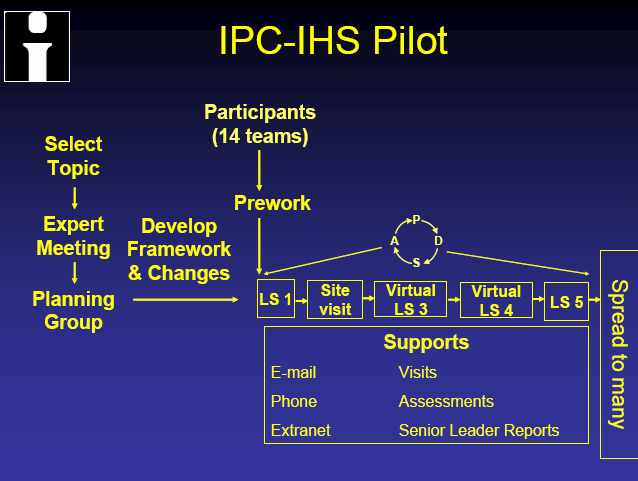 IPC-IHS Pilot
Participants
(14 teams)
Select
Topic
Prework
Expert
Meeting
Develop
Framework
& Changes
Planning
Group
P
A
D
S
LS 1
Site
visit
Virtual
LS 3
Virtual
LS 4
LS 5
Spread to many
Supports
E-mail
Visits
Phone
Assessments
Extranet
Senior Leader Reports